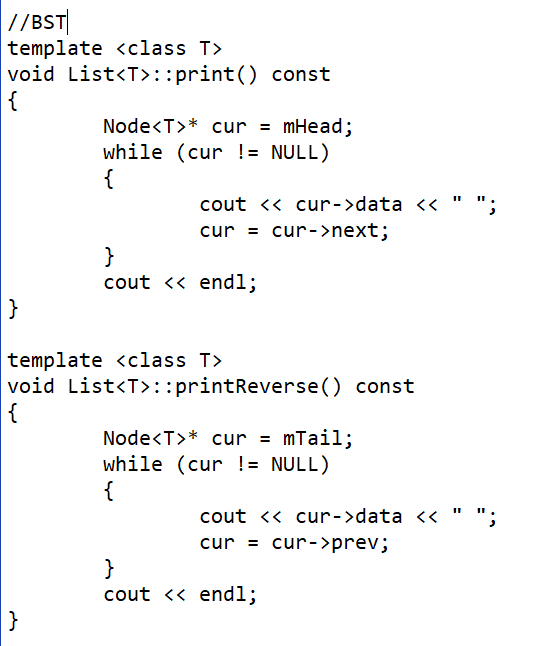 //BST
template <class T>
void List<T>::print() const
{
        Node<T>* cur = mHead;
        while (cur != NULL)
        {
                cout << cur->data << " ";
                cur = cur->next;
        }
        cout << endl;
}

template <class T>
void List<T>::printReverse() const
{
        Node<T>* cur = mTail;
        while (cur != NULL)
        {
                cout << cur->data << " ";
                cur = cur->prev;
        }
        cout << endl;
}